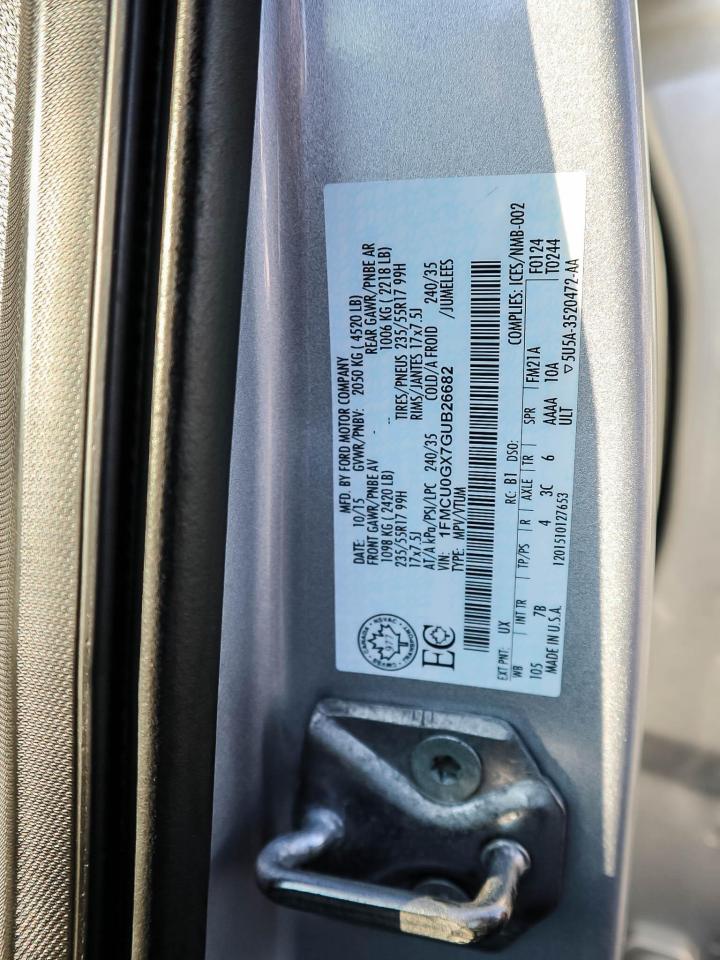 MFD. BY FORD MOTOR COMPANY
DATE: 10/15 GVWR/PNBV: 2050 KG ( 4520 LB)
FRONT GAWR/PNBE AV REAR GAWR/PNBE AR
1098 KG ( 2420 LB) 1006 KG ( 2218 LB)
235/55R17 99H TIRES/PNEUS 235/55R17 99H
17x7.5J RIMS/JANTES 17x7.5J
AT/A kPa/PSI/LPC 240/35 COLD/A FROID 240/35
VIN: 1FMCU0GX7GUB26682 /JUMELEES
TYPE: MPV/VTUM
CANADA
NSVAC
CMVSS
TRANSPORT
EC
EXT PNT: UX RC: B1 DSO: COMPLIES: ICES/NMB-002
WB INT TR TP/PS R AXLE TR SPR FM21A F0124
105 7B 4 3C 6 AAAA 10A T0244
MADE IN U.S.A. 1201510127653 ULT ▽5U5A-3520472-AA